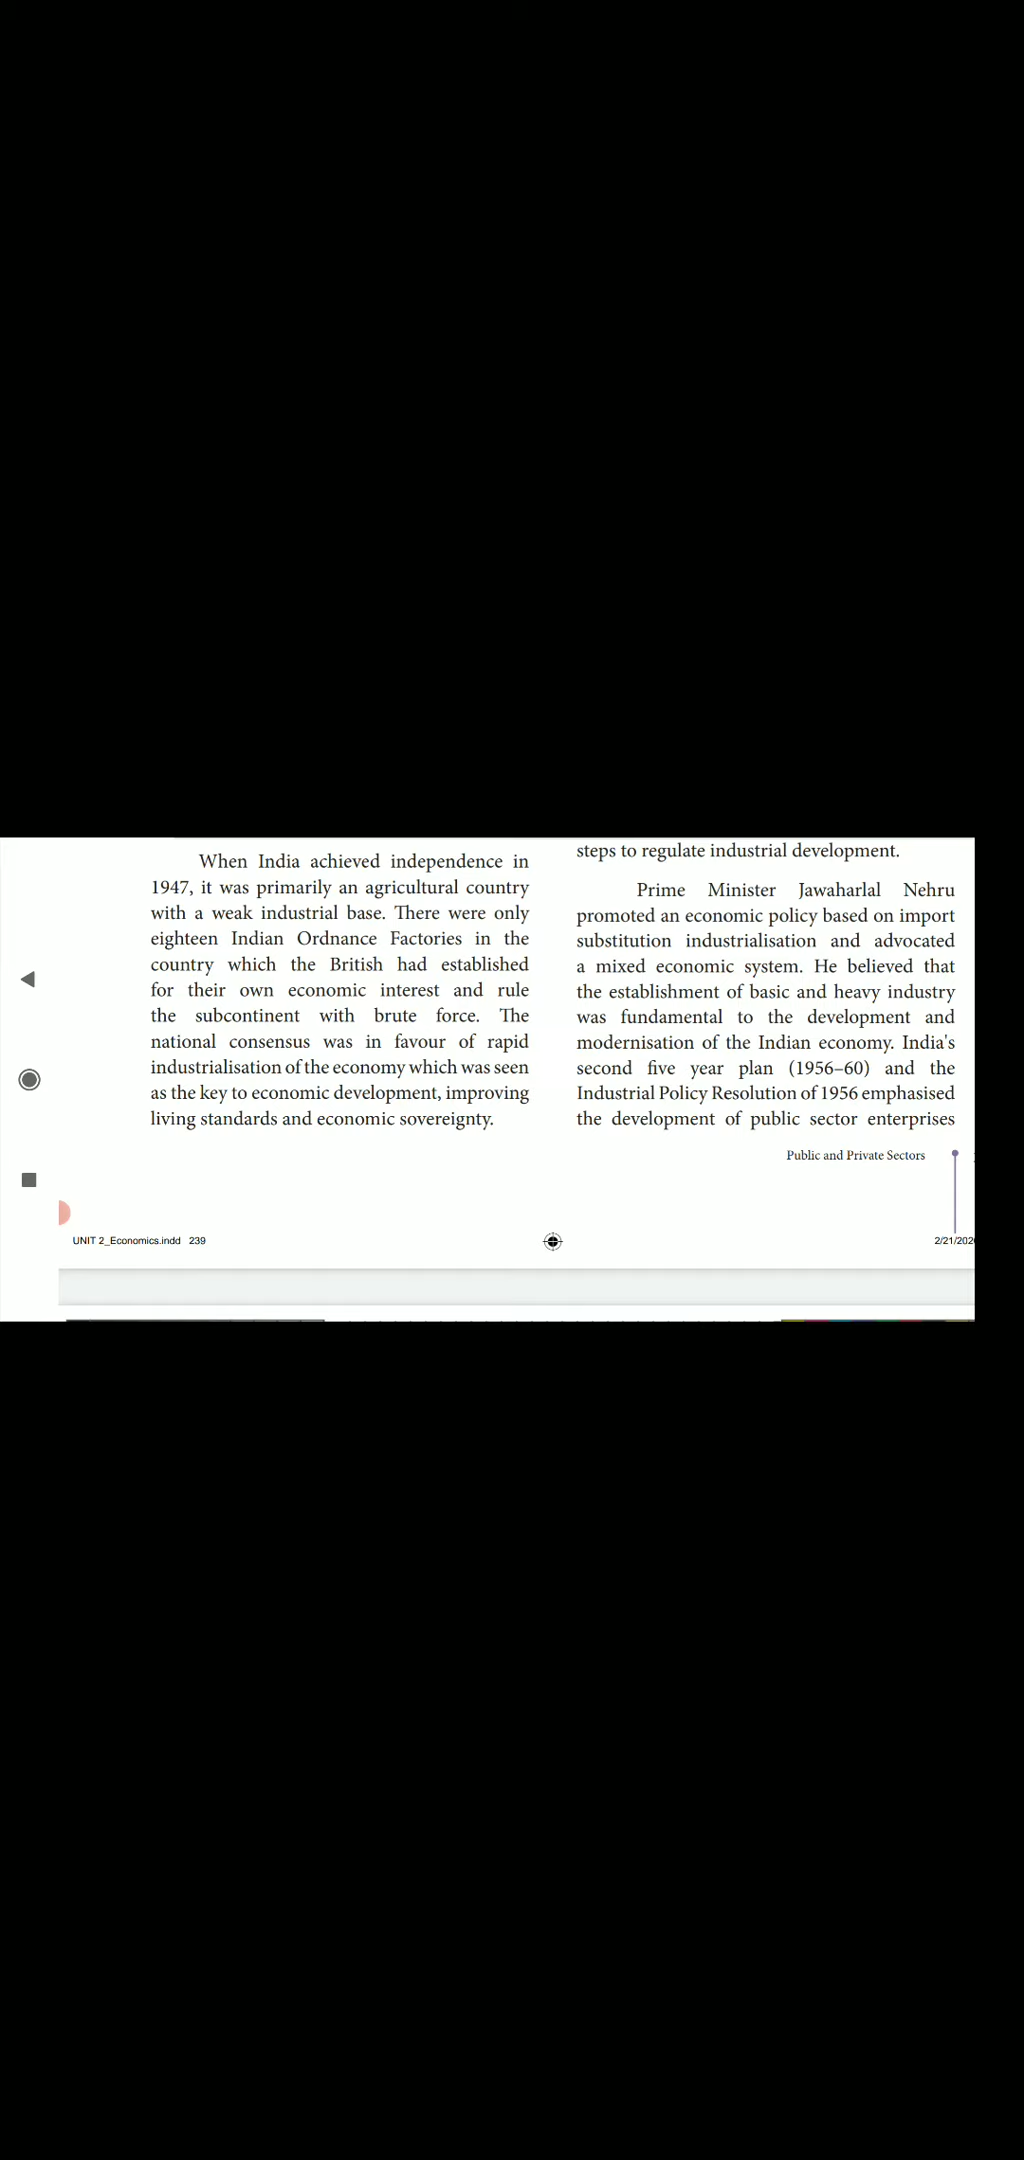 When India achieved independence in
1947, it was primarily an agricultural country
with a weak industrial base. There were only
eighteen Indian Ordnance Factories in the
country which the British had established
for their own economic interest and rule
the subcontinent with brute force. The
national consensus was in favour of rapid
industrialisation of the economy which was seen
as the key to economic development, improving
living standards and economic sovereignty.
steps to regulate industrial development.
Prime Minister Jawaharlal Nehru
promoted an economic policy based on import
substitution industrialisation and advocated
a mixed economic system. He believed that
the establishment of basic and heavy industry
was fundamental to the development and
modernisation of the Indian economy. India's
second five year plan (1956–60) and the
Industrial Policy Resolution of 1956 emphasised
the development of public sector enterprises
Public and Private Sectors
UNIT 2_Economics.indd 239
2/21/202